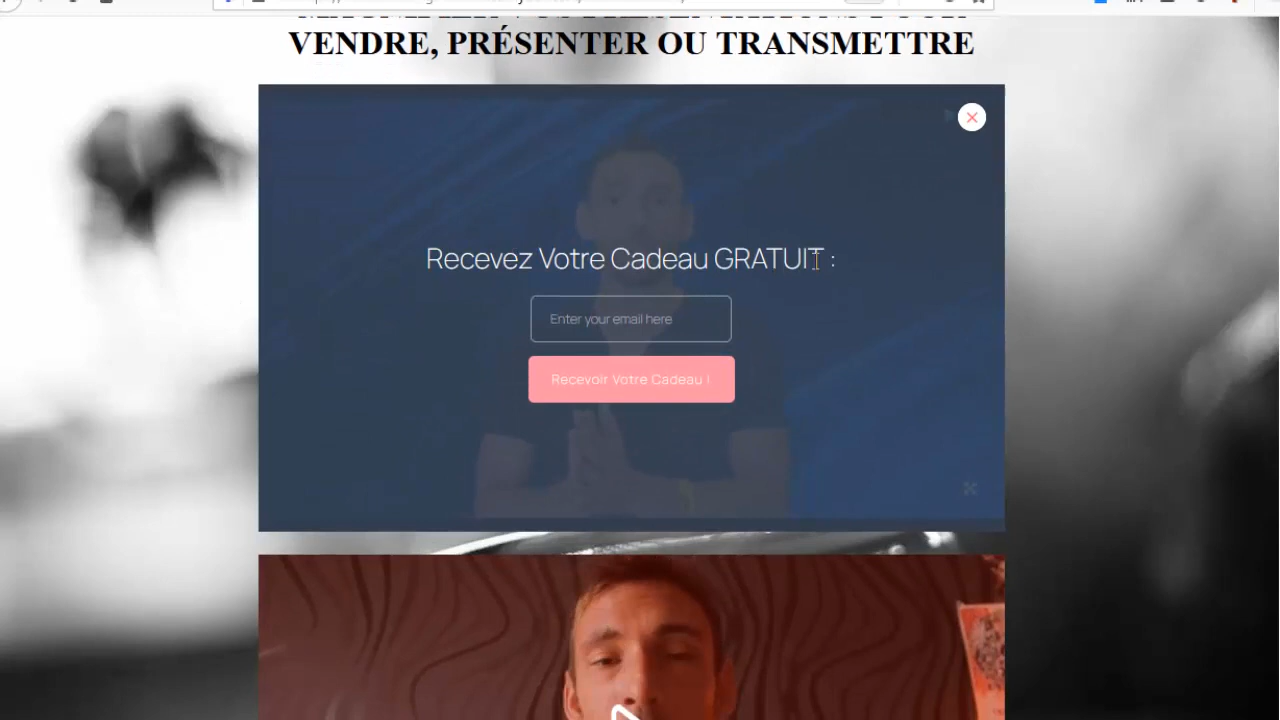 VENDRE, PRÉSENTER OU TRANSMETTRE
Recevez Votre Cadeau GRATUIT :
Enter your email here
Recevoir Votre Cadeau !